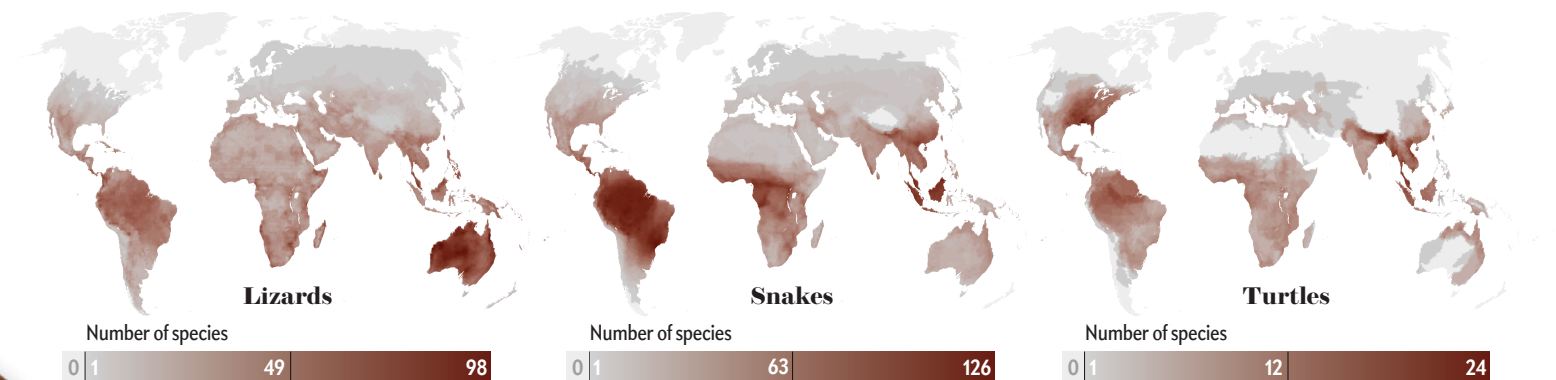 Lizards
Number of species
0 1 49 98
Snakes
Number of species
0 1 63 126
Turtles
Number of species
0 1 12 24